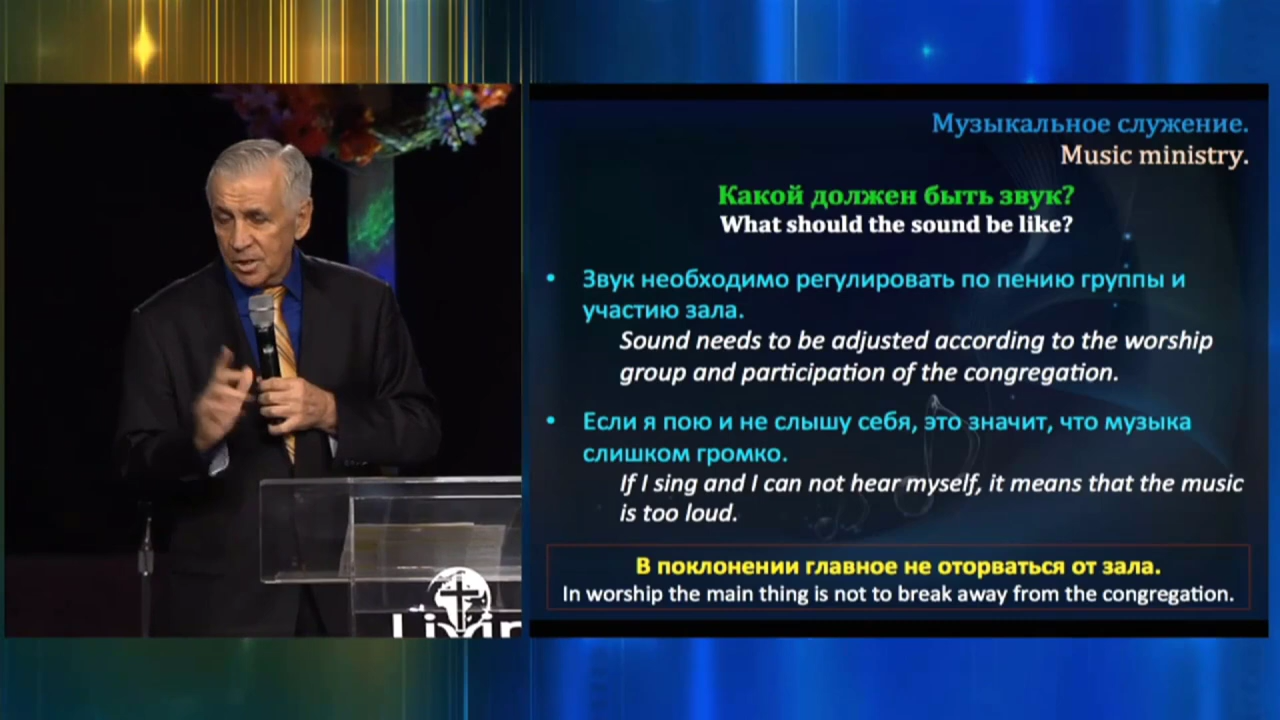 Музыкальное служение.
Music ministry.
Какой должен быть звук?
What should the sound be like?
• Звук необходимо регулировать по пению группы и
участию зала.
Sound needs to be adjusted according to the worship
group and participation of the congregation.
• Если я пою и не слышу себя, это значит, что музыка
слишком громко.
If I sing and I can not hear myself, it means that the music
is too loud.
В поклонении главное не оторваться от зала.
In worship the main thing is not to break away from the congregation.